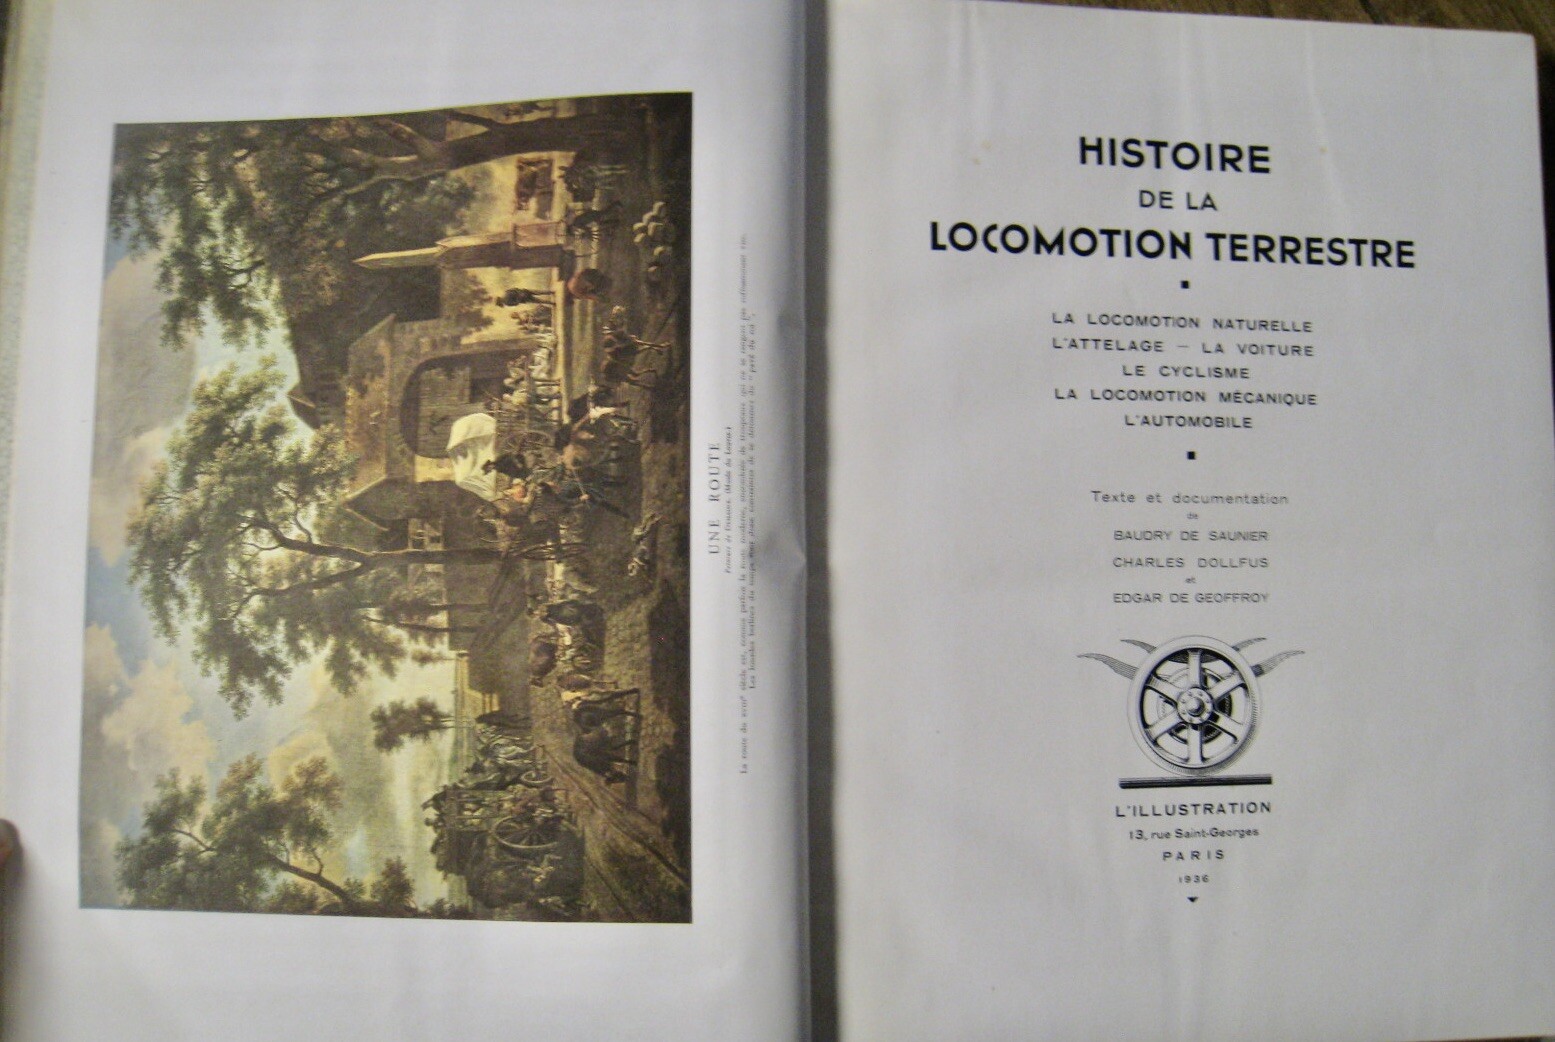 UNE ROUTE
HISTOIRE
DE LA
LOCOMOTION TERRESTRE
LA LOCOMOTION NATURELLE
L'ATTELAGE — LA VOITURE
LE CYCLISME
LA LOCOMOTION MÉCANIQUE
L'AUTOMOBILE
Texte et documentation
de
BAUDRY DE SAUNIER
CHARLES DOLLFUS
et
EDGAR DE GEOFFROY
L'ILLUSTRATION
13, rue Saint-Georges
PARIS
1936